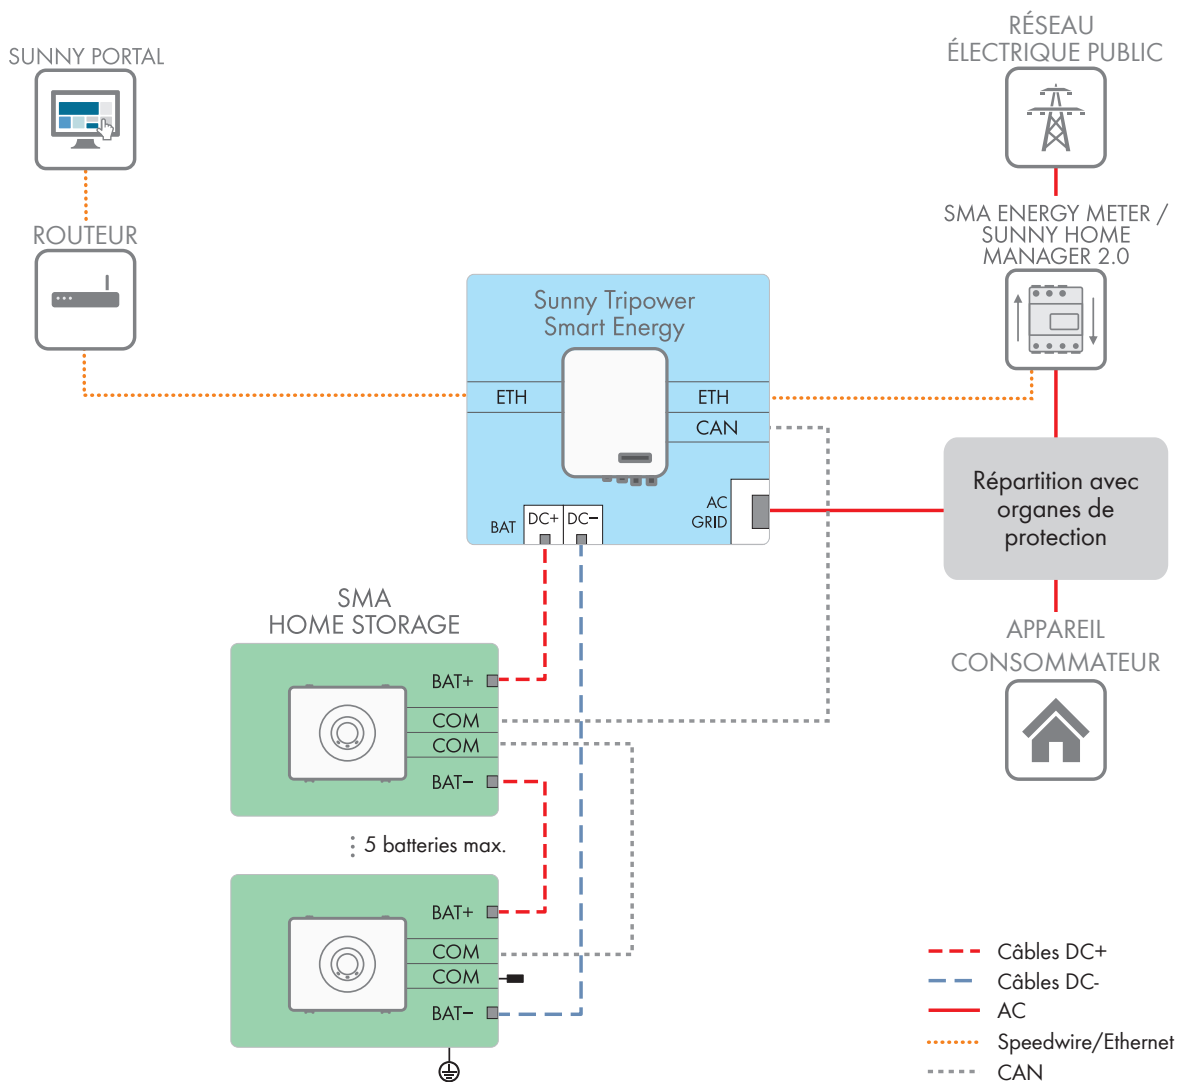 SUNNY PORTAL
ROUTEUR
RÉSEAU
ÉLECTRIQUE PUBLIC
SMA ENERGY METER /
SUNNY HOME
MANAGER 2.0
Sunny Tripower
Smart Energy
ETH
ETH
CAN
AC
GRID
BAT
DC+
DC–
Répartition avec
organes de
protection
APPAREIL
CONSOMMATEUR
SMA
HOME STORAGE
BAT+
COM
COM
BAT–
5 batteries max.
BAT+
COM
COM
BAT–
Câbles DC+
Câbles DC-
AC
Speedwire/Ethernet
CAN